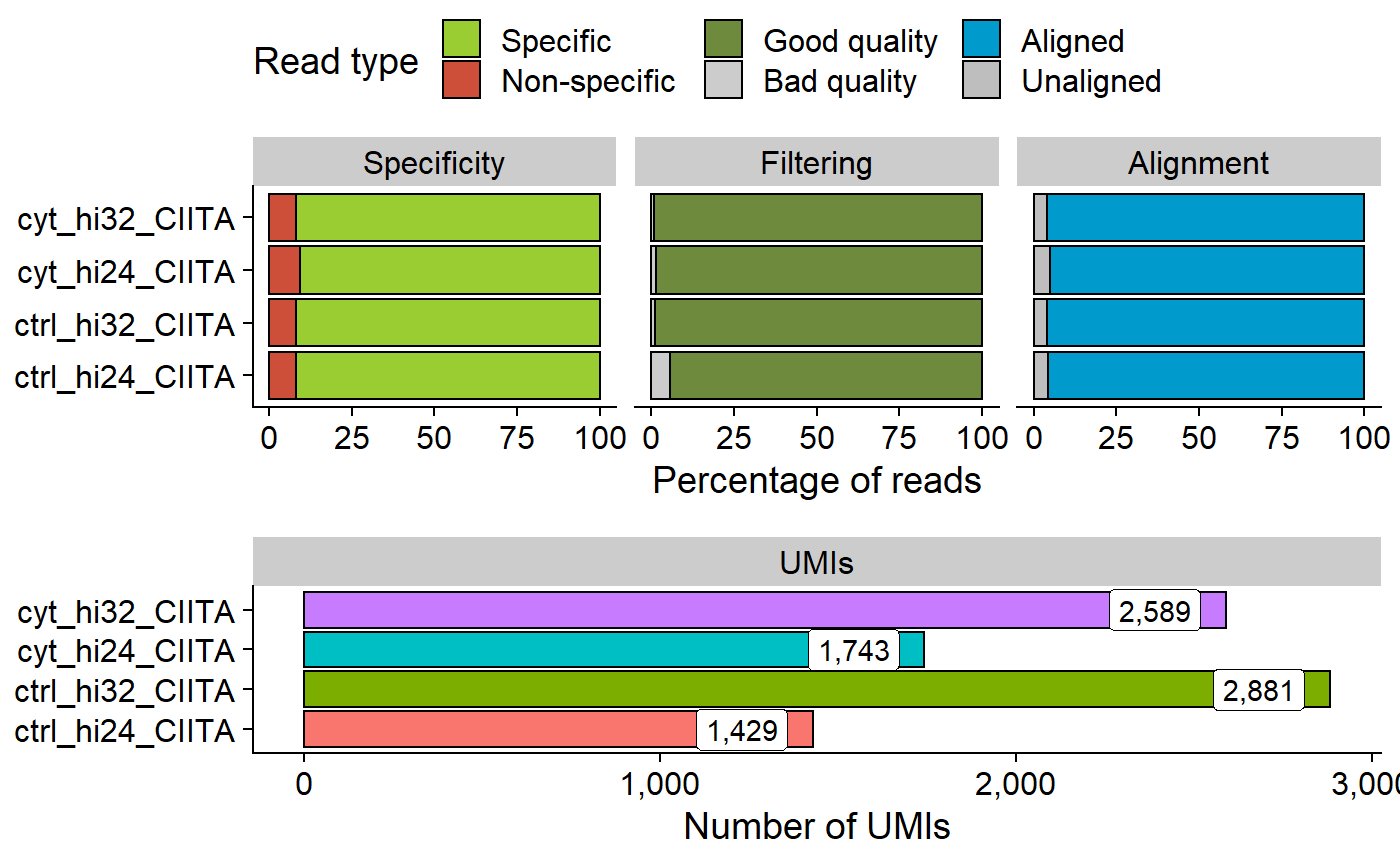 Read type
Specific
Good quality
Aligned
Non-specific
Bad quality
Unaligned
Specificity
Filtering
Alignment
cyt_hi32_CIITA
cyt_hi24_CIITA
ctrl_hi32_CIITA
ctrl_hi24_CIITA
0 25 50 75 100
0 25 50 75 100
0 25 50 75 100
Percentage of reads
UMIs
cyt_hi32_CIITA
2,589
cyt_hi24_CIITA
1,743
ctrl_hi32_CIITA
2,881
ctrl_hi24_CIITA
1,429
0 1,000 2,000 3,000
Number of UMIs